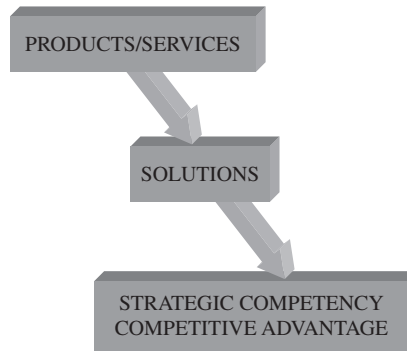 PRODUCTS/SERVICES
SOLUTIONS
STRATEGIC COMPETENCY
COMPETITIVE ADVANTAGE